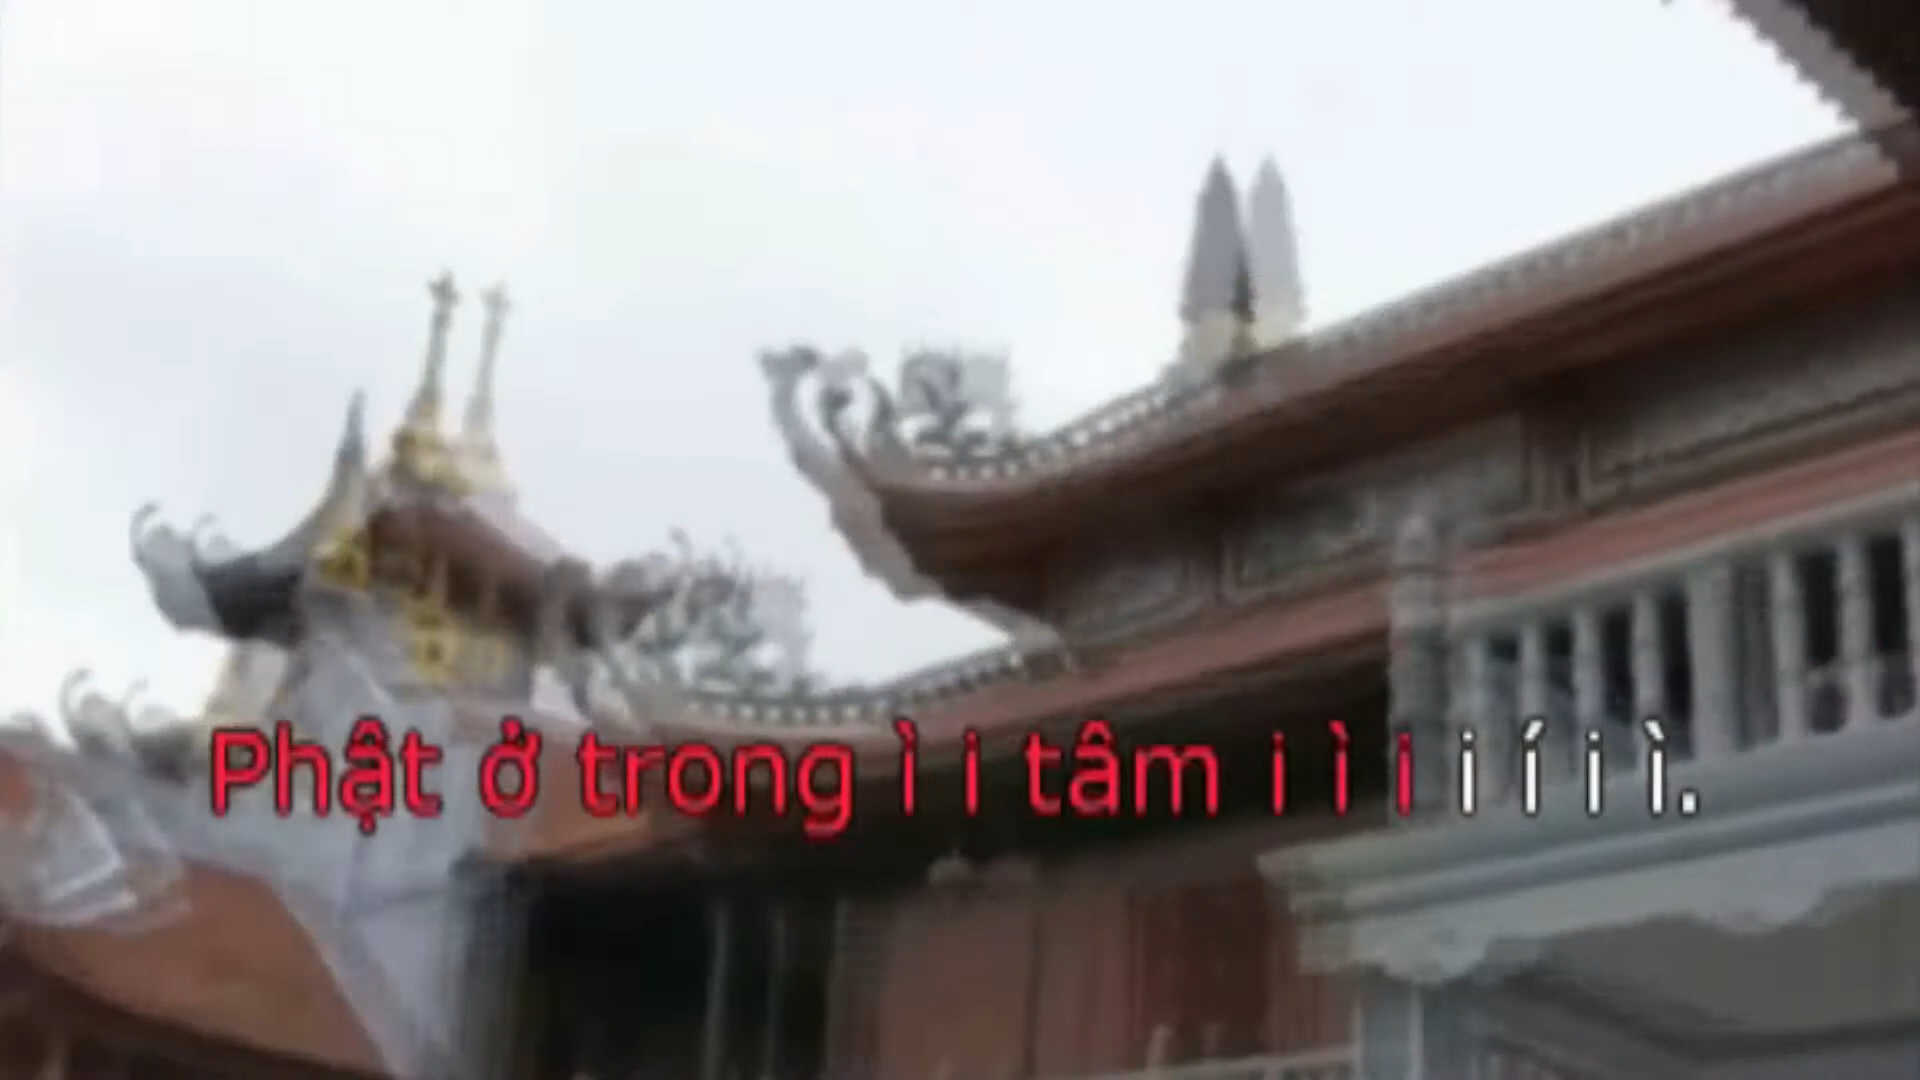 Phật ở trong ì i tâm i ì i i í i ì.